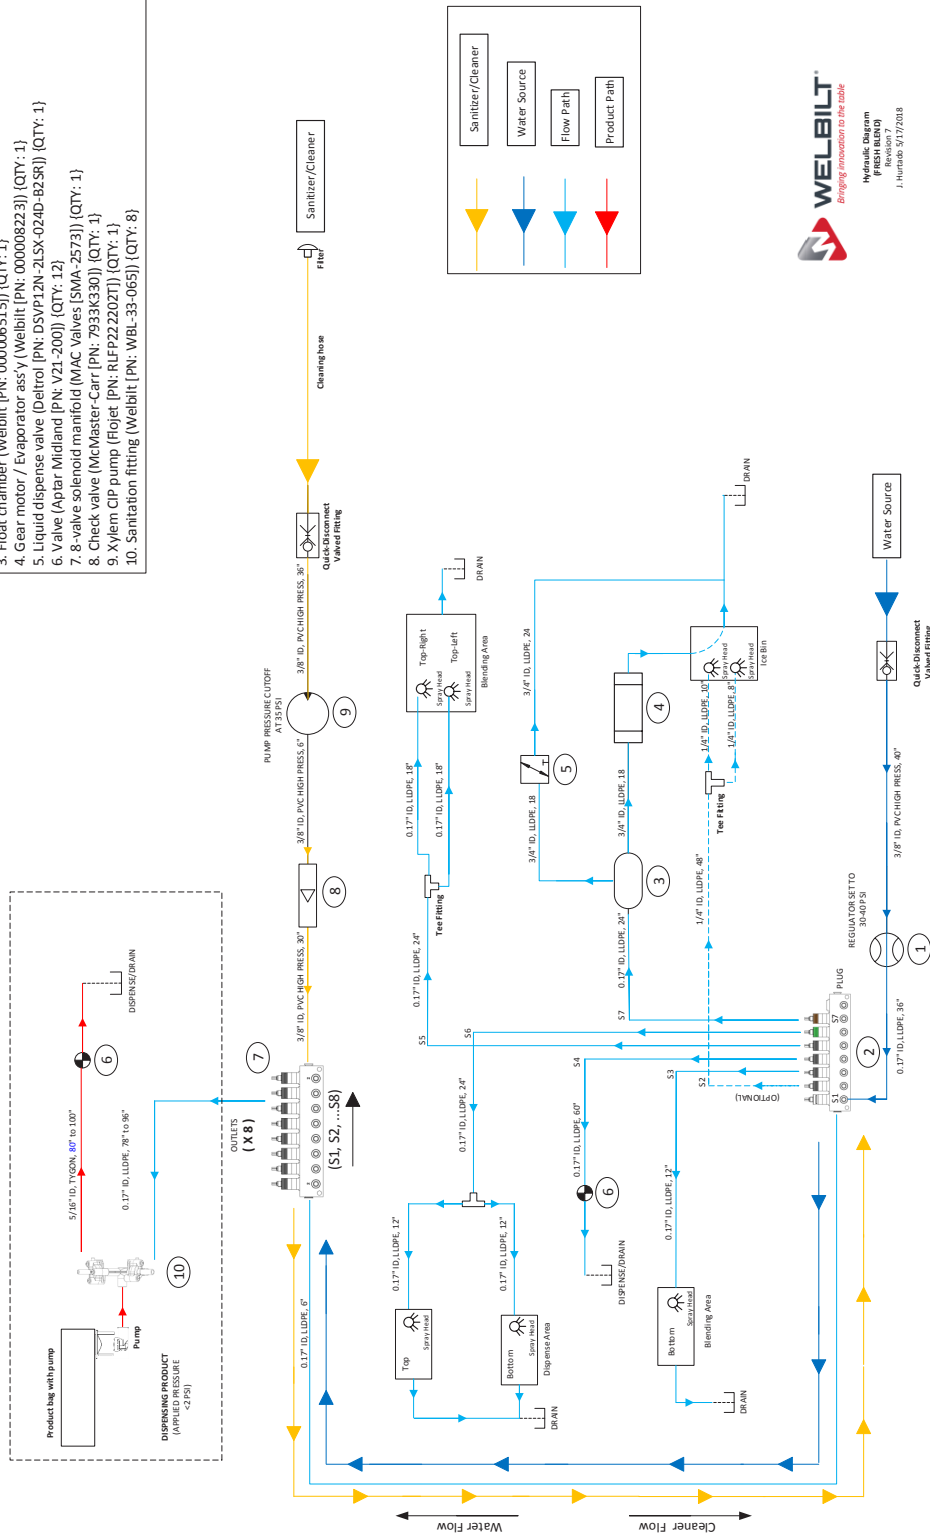 3. Float chamber (Welbilt [PN: 000006515]) {QTY: 1}
4. Gear motor / Evaporator ass'y (Welbilt [PN: 000008223]) {QTY: 1}
5. Liquid dispense valve (Deltrol [PN: DSVP12N-2LSX-024D-B2SR]) {QTY: 1}
6. Valve (Aptar Midland [PN: V21-200]) {QTY: 12}
7. 8-valve solenoid manifold (MAC Valves [SMA-2573]) {QTY: 1}
8. Check valve (McMaster-Carr [PN: 7933K330]) {QTY: 1}
9. Xylem CIP pump (Flojet [PN: RLFP222202T]) {QTY: 1}
10. Sanitation fitting (Welbilt [PN: WBL-33-065]) {QTY: 8}
Product bag with pump
Pump
DISPENSING PRODUCT
(APPLIED PRESSURE
<2 PSI)
10
5/16" ID, TYGON, 80" to 100"
0.17" ID, LLDPE, 78" to 96"
6
DISPENSE/DRAIN
OUTLETS
(X 8)
7
(S1, S2, ...S8)
3/8" ID, PVC HIGH PRESS, 30"
8
3/8" ID, PVC HIGH PRESS, 6"
PUMP PRESSURE CUTOFF
AT 35 PSI
9
3/8" ID, PVC HIGH PRESS, 36"
Quick-Disconnect
Valved Fitting
Cleaning hose
Filter
Sanitizer/Cleaner
0.17" ID, LLDPE, 6"
Top
Spray Head
0.17" ID, LLDPE, 12"
Bottom
Spray Head
Dispense Area
0.17" ID, LLDPE, 12"
DRAIN
0.17" ID, LLDPE, 24"
S6
S5
0.17" ID, LLDPE, 24"
Tee Fitting
0.17" ID, LLDPE, 18"
0.17" ID, LLDPE, 18"
Top-Right
Spray Head
Top-Left
Spray Head
Blending Area
DRAIN
DISPENSE/DRAIN
6
0.17" ID, LLDPE, 60"
S4
Bottom
Spray Head
Blending Area
DRAIN
0.17" ID, LLDPE, 12"
S3
S2
(OPTIONAL)
S7
0.17" ID, LLDPE, 24"
3
3/4" ID, LLDPE, 18
5
3/4" ID, LLDPE, 24
3/4" ID, LLDPE, 18
4
1/4" ID, LLDPE, 48"
Tee Fitting
1/4" ID, LLDPE, 10"
1/4" ID, LLDPE, 8"
Spray Head
Spray Head
Ice Bin
DRAIN
S1
S7
PLUG
2
0.17" ID, LLDPE, 36"
REGULATOR SET TO
30-40 PSI
1
3/8" ID, PVC HIGH PRESS, 40"
Quick-Disconnect
Valved Fitting
Water Source
Water Flow
Cleaner Flow
Sanitizer/Cleaner
Water Source
Flow Path
Product Path
WELBILT
Bringing innovation to the table
Hydraulic Diagram
(FRESH BLEND)
Revision 7
J. Hurtado 5/17/2018